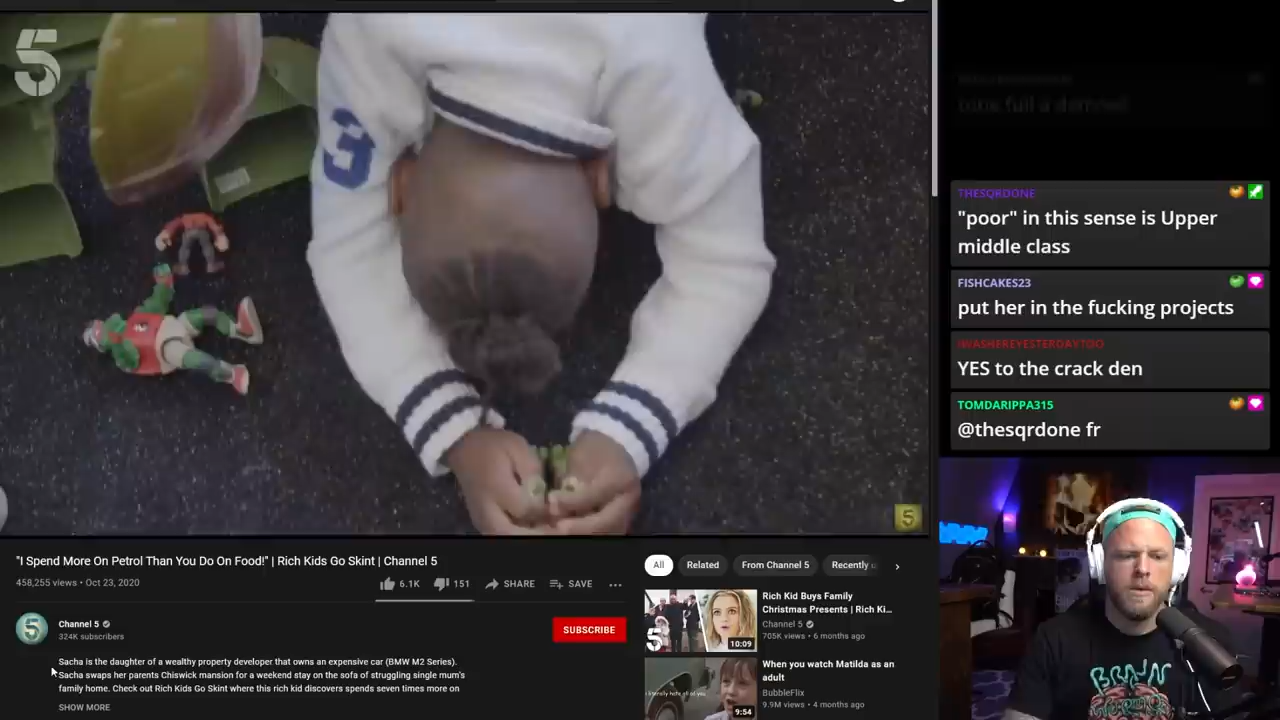 5
3
5
"I Spend More On Petrol Than You Do On Food!" | Rich Kids Go Skint | Channel 5
458,255 views • Oct 23, 2020
6.1K
151
SHARE
SAVE
Channel 5
324K subscribers
SUBSCRIBE
Sacha is the daughter of a wealthy property developer that owns an expensive car (BMW M2 Series).
Sacha swaps her parents Chiswick mansion for a weekend stay on the sofa of struggling single mum's
family home. Check out Rich Kids Go Skint where this rich kid discovers spends seven times more on
SHOW MORE
All
Related
From Channel 5
Recently u
Rich Kid Buys Family
Christmas Presents | Rich Ki...
Channel 5
705K views • 6 months ago
5
10:09
When you watch Matilda as an
adult
BubbleFlix
9.9M views • 4 months ago
9:54
THESQRDONE
"poor" in this sense is Upper
middle class
FISHCAKES23
put her in the fucking projects
IWASHEREYESTERDAYTOO
YES to the crack den
TOMDARIPPA315
@thesqrdone fr